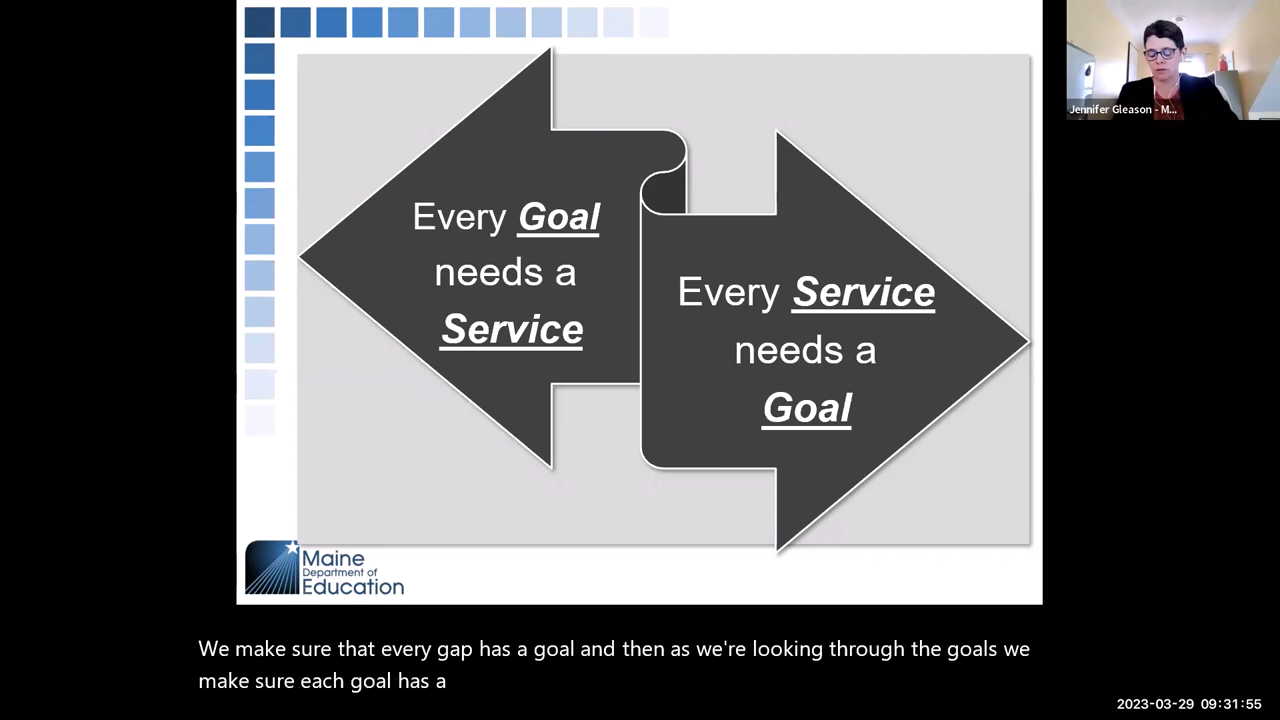 Every Goal
needs a
Service
Every Service
needs a
Goal
Maine
Department of
Education
Jennifer Gleason - M...
We make sure that every gap has a goal and then as we're looking through the goals we
make sure each goal has a
2023-03-29 09:31:55